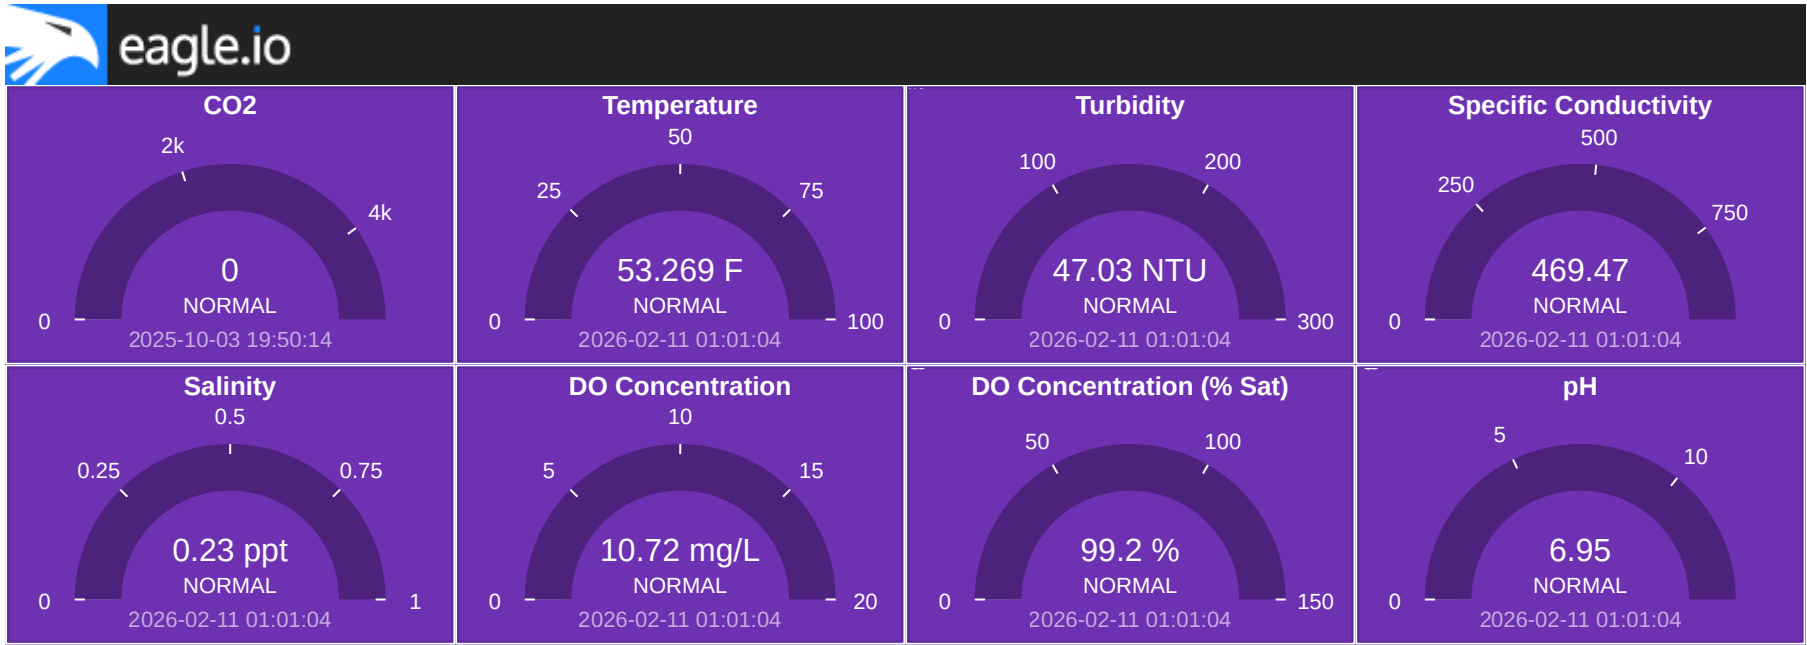 eagle.io
CO2
2k
4k
0
0
NORMAL
2025-10-03 19:50:14
Temperature
50
25
75
53.269 F
NORMAL
0
100
2026-02-11 01:01:04
Turbidity
100
200
47.03 NTU
NORMAL
0
300
2026-02-11 01:01:04
Specific Conductivity
500
250
750
469.47
NORMAL
0
2026-02-11 01:01:04
Salinity
0.5
0.25
0.75
0.23 ppt
NORMAL
0
1
2026-02-11 01:01:04
DO Concentration
10
5
15
10.72 mg/L
NORMAL
0
20
2026-02-11 01:01:04
DO Concentration (% Sat)
50
100
99.2 %
NORMAL
0
150
2026-02-11 01:01:04
pH
5
10
6.95
NORMAL
0
2026-02-11 01:01:04